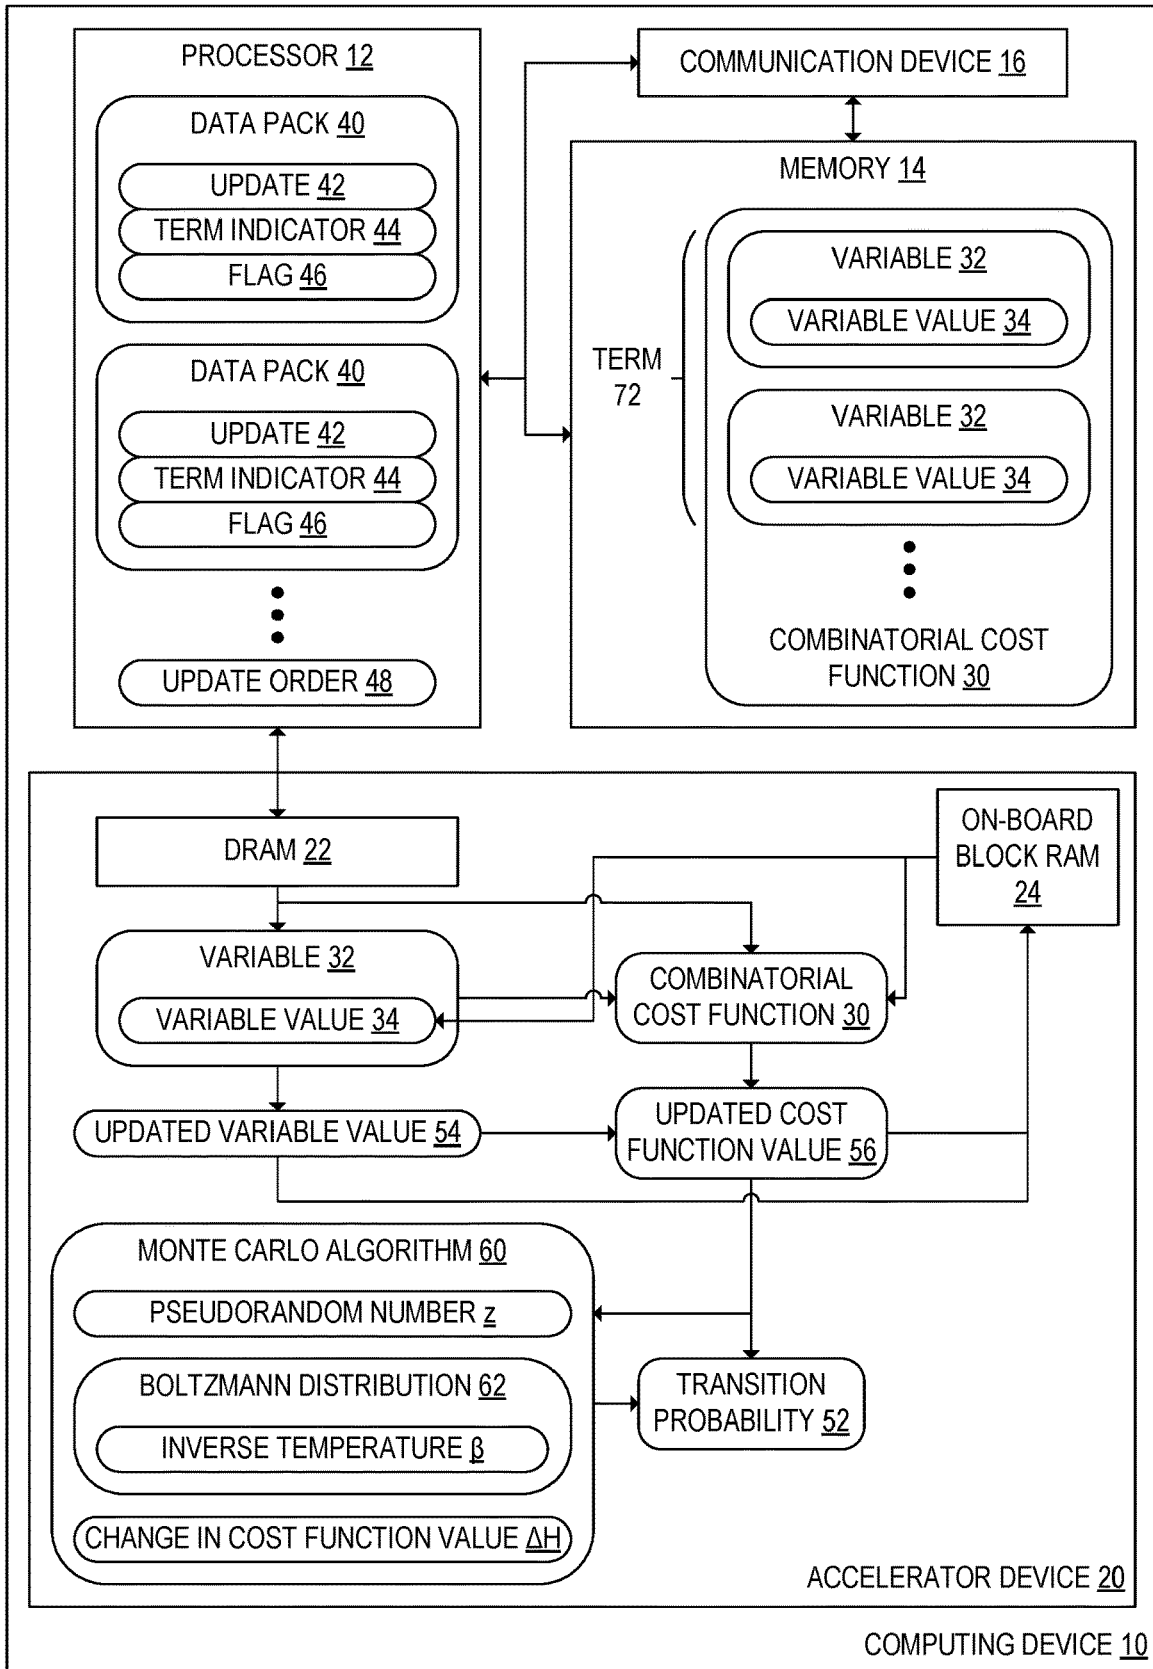 PROCESSOR 12
DATA PACK 40
UPDATE 42
TERM INDICATOR 44
FLAG 46
DATA PACK 40
UPDATE 42
TERM INDICATOR 44
FLAG 46
UPDATE ORDER 48
COMMUNICATION DEVICE 16
MEMORY 14
TERM
72
VARIABLE 32
VARIABLE VALUE 34
VARIABLE 32
VARIABLE VALUE 34
COMBINATORIAL COST
FUNCTION 30
DRAM 22
ON-BOARD
BLOCK RAM
24
VARIABLE 32
VARIABLE VALUE 34
COMBINATORIAL
COST FUNCTION 30
UPDATED VARIABLE VALUE 54
UPDATED COST
FUNCTION VALUE 56
MONTE CARLO ALGORITHM 60
PSEUDORANDOM NUMBER z
BOLTZMANN DISTRIBUTION 62
INVERSE TEMPERATURE β
CHANGE IN COST FUNCTION VALUE ΔH
TRANSITION
PROBABILITY 52
ACCELERATOR DEVICE 20
COMPUTING DEVICE 10